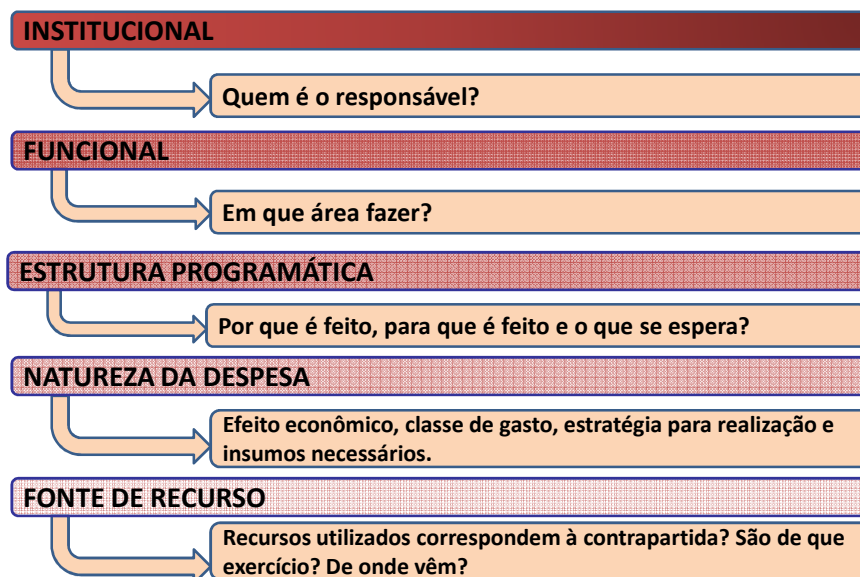 INSTITUCIONAL
Quem é o responsável?
FUNCIONAL
Em que área fazer?
ESTRUTURA PROGRAMÁTICA
Por que é feito, para que é feito e o que se espera?
NATUREZA DA DESPESA
Efeito econômico, classe de gasto, estratégia para realização e
insumos necessários.
FONTE DE RECURSO
Recursos utilizados correspondem à contrapartida? São de que
exercício? De onde vêm?